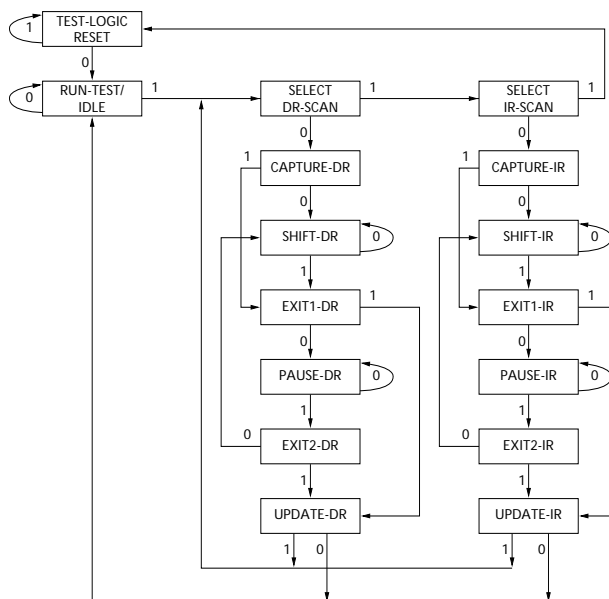 TEST-LOGIC
RESET
1
0
RUN-TEST/
IDLE
0
1
SELECT
DR-SCAN
1
SELECT
IR-SCAN
1
0
0
1
CAPTURE-DR
1
CAPTURE-IR
0
0
SHIFT-DR
0
SHIFT-IR
0
1
1
EXIT1-DR
1
EXIT1-IR
1
0
0
PAUSE-DR
0
PAUSE-IR
0
1
1
0
EXIT2-DR
0
EXIT2-IR
1
1
UPDATE-DR
UPDATE-IR
1
0
1
0